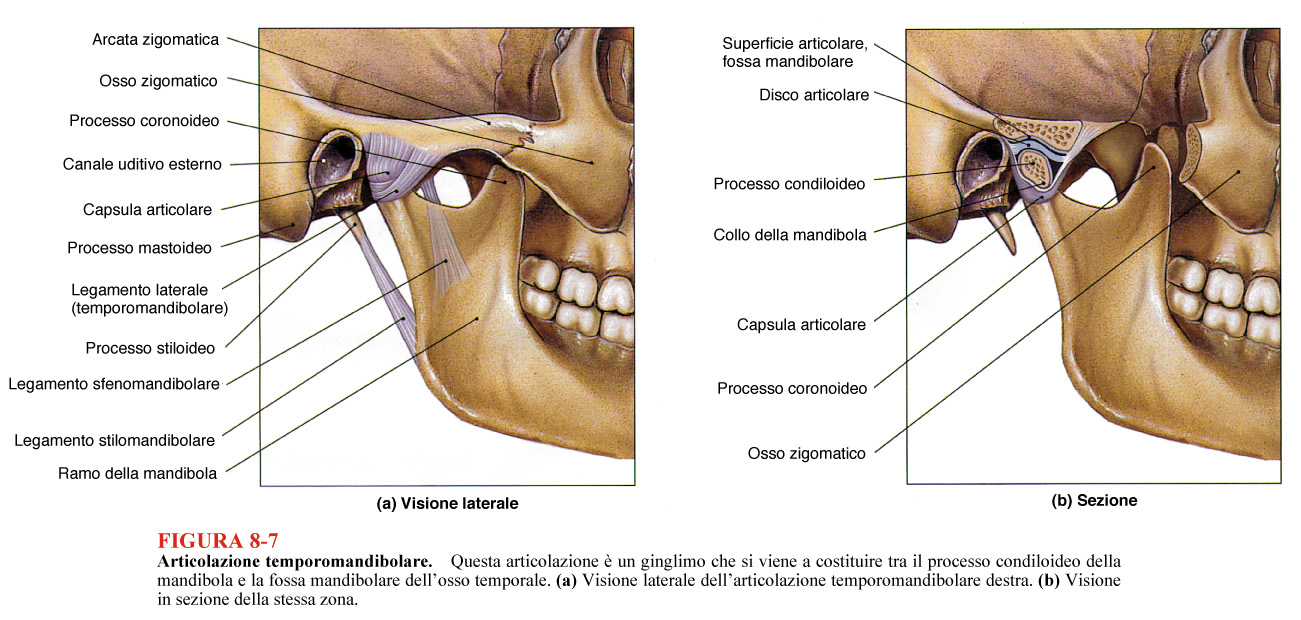 Arcata zigomatica
Osso zigomatico
Processo coronoideo
Canale uditivo esterno
Capsula articolare
Processo mastoideo
Legamento laterale
(temporomandibolare)
Processo stiloideo
Legamento sfenomandibolare
Legamento stilomandibolare
Ramo della mandibola
(a) Visione laterale
Superficie articolare,
fossa mandibolare
Disco articolare
Processo condiloideo
Collo della mandibola
Capsula articolare
Processo coronoideo
Osso zigomatico
(b) Sezione
FIGURA 8-7
Articolazione temporomandibolare. Questa articolazione è un ginglimo che si viene a costituire tra il processo condiloideo della
mandibola e la fossa mandibolare dell'osso temporale. (a) Visione laterale dell'articolazione temporomandibolare destra. (b) Visione
in sezione della stessa zona.